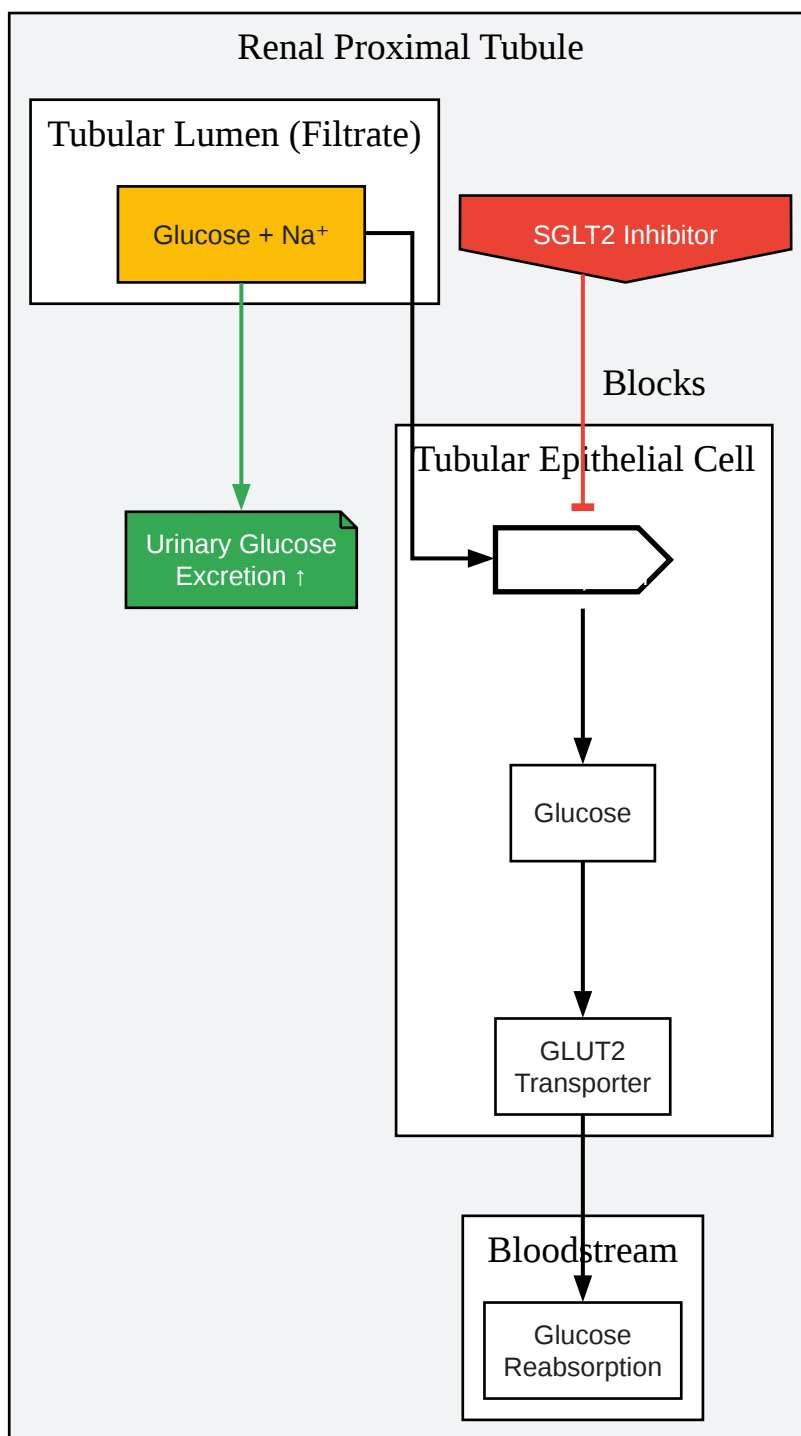 Renal Proximal Tubule
Tubular Lumen (Filtrate)
Glucose + Na⁺
SGLT2 Inhibitor
Blocks
Tubular Epithelial Cell
Urinary Glucose
Excretion ↑
Glucose
GLUT2
Transporter
Bloodstream
Glucose
Reabsorption